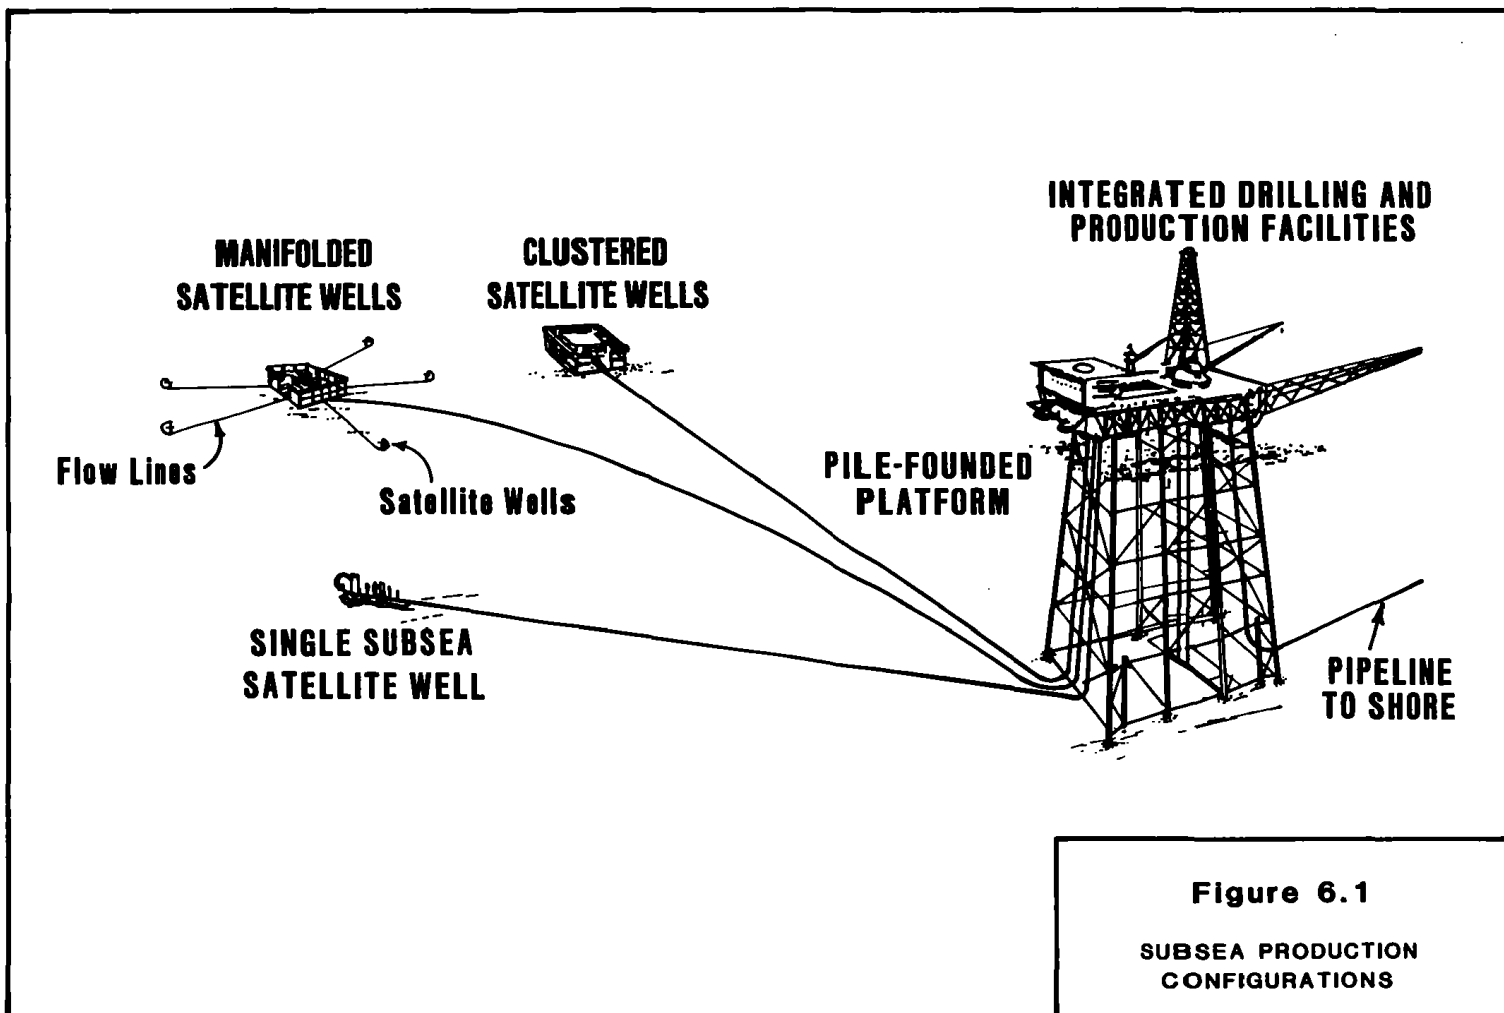 INTEGRATED DRILLING AND
PRODUCTION FACILITIES
MANIFOLDED
SATELLITE WELLS
CLUSTERED
SATELLITE WELLS
Flow Lines
Satellite Wells
PILE-FOUNDED
PLATFORM
SINGLE SUBSEA
SATELLITE WELL
PIPELINE
TO SHORE
Figure 6.1
SUBSEA PRODUCTION
CONFIGURATIONS